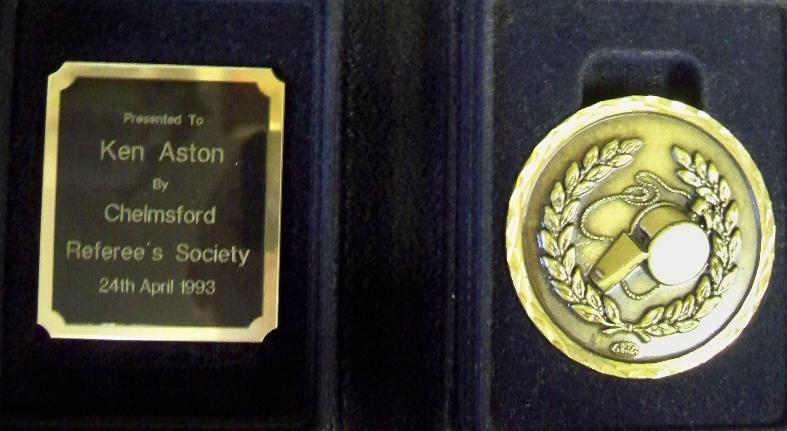 Presented To
Ken Aston
By
Chelmsford
Referee's Society
24th April 1993